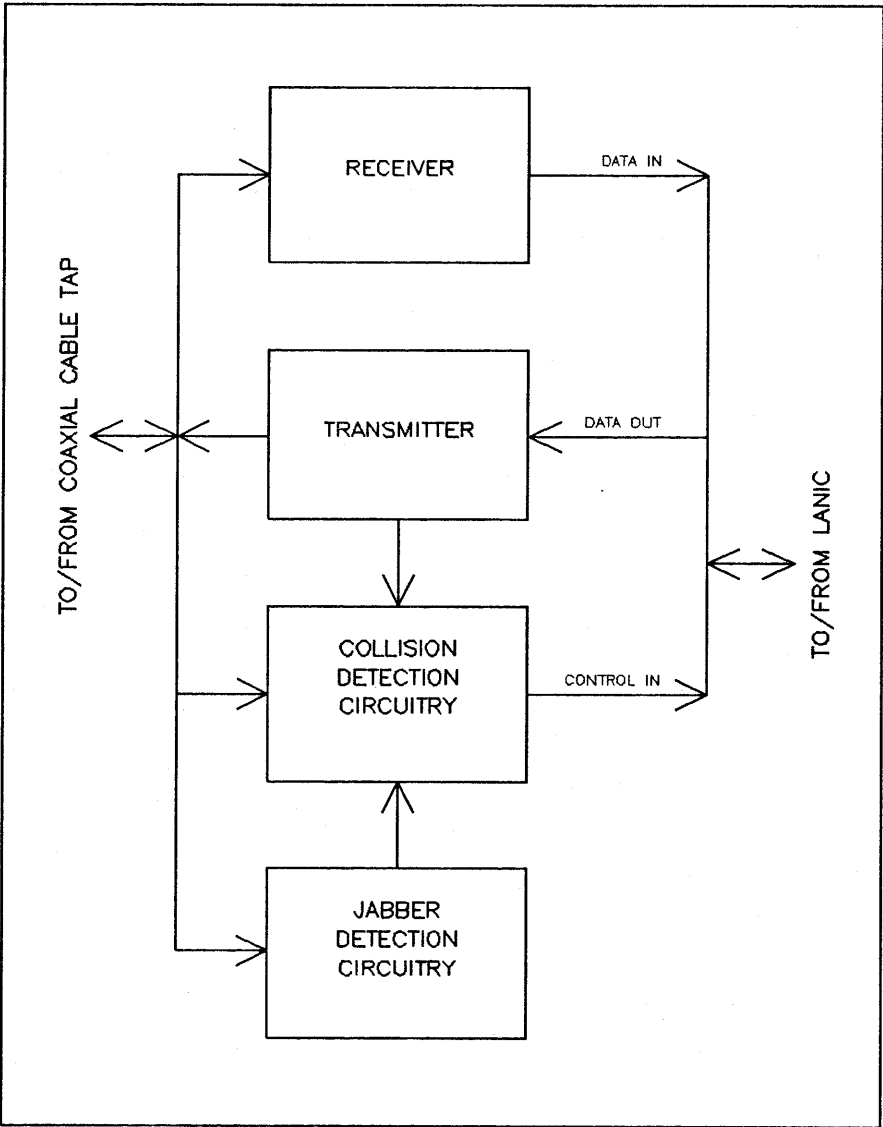 RECEIVER
DATA IN
TO/FROM COAXIAL CABLE TAP
TRANSMITTER
DATA OUT
TO/FROM LANIC
COLLISION
DETECTION
CIRCUITRY
CONTROL IN
JABBER
DETECTION
CIRCUITRY